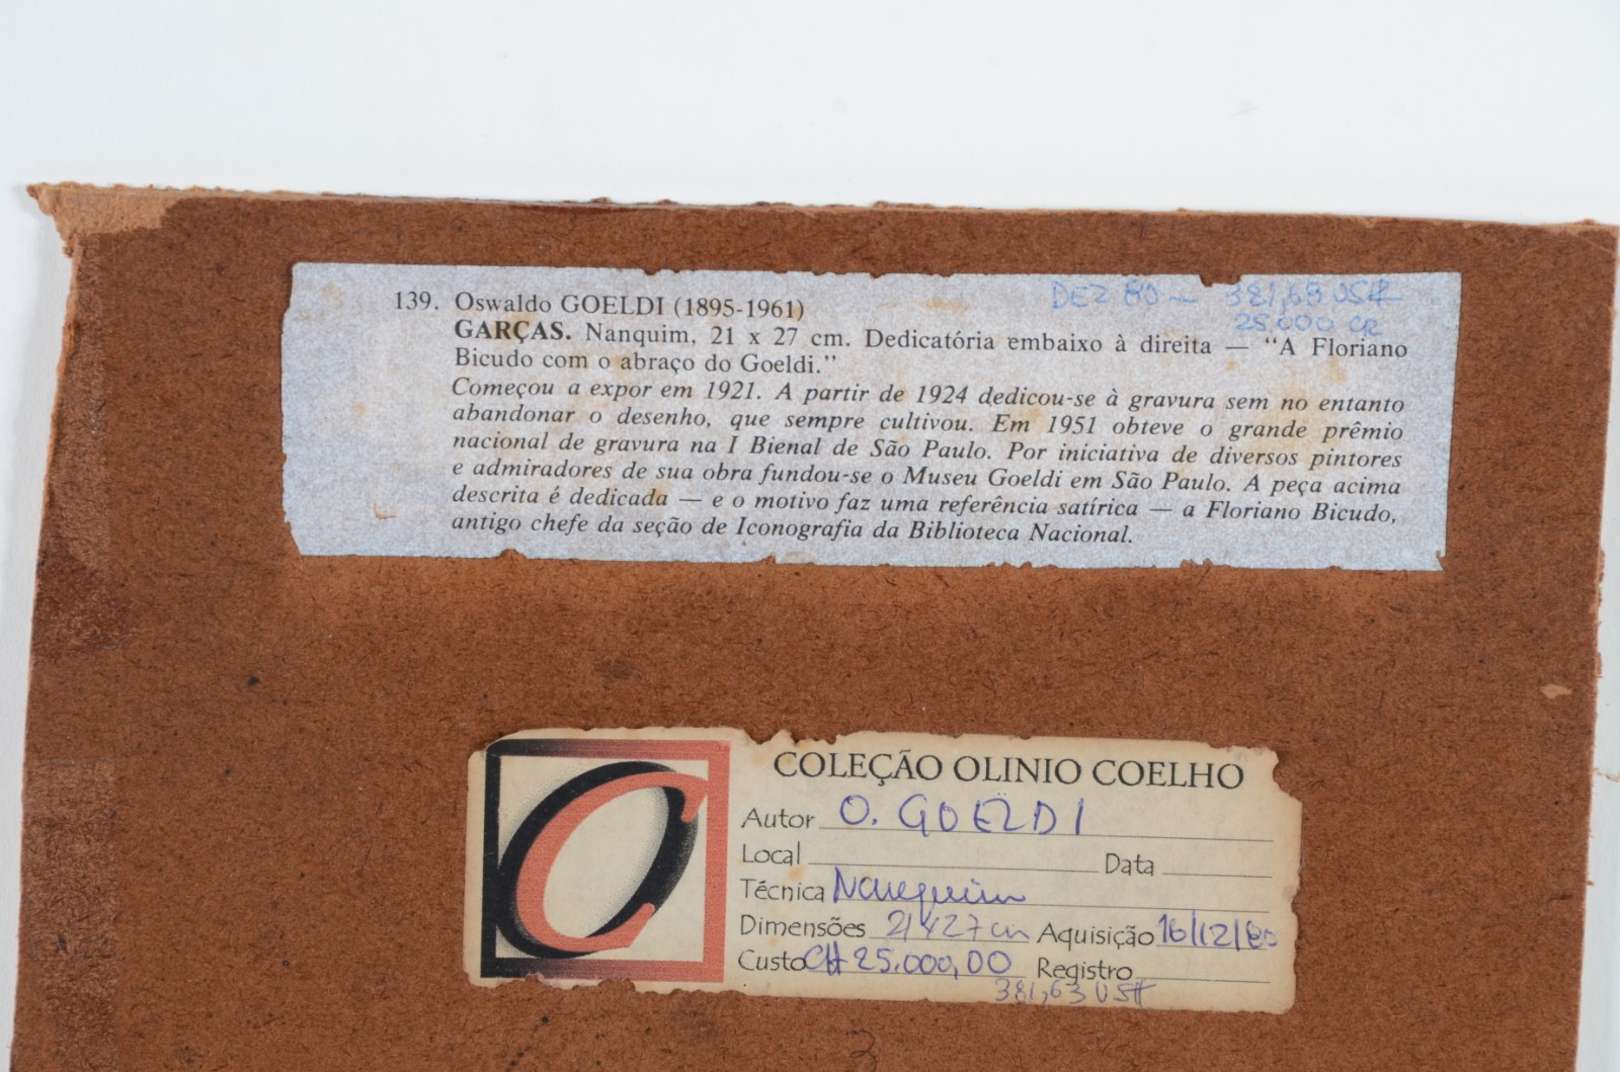 DEZ 80 — 381,68 US$
25.000 CR
139. Oswaldo GOELDI (1895-1961)
GARÇAS. Nanquim, 21 x 27 cm. Dedicatória embaixo à direita — “A Floriano
Bicudo com o abraço do Goeldi.”
Começou a expor em 1921. A partir de 1924 dedicou-se à gravura sem no entanto
abandonar o desenho, que sempre cultivou. Em 1951 obteve o grande prêmio
nacional de gravura na I Bienal de São Paulo. Por iniciativa de diversos pintores
e admiradores de sua obra fundou-se o Museu Goeldi em São Paulo. A peça acima
descrita é dedicada — e o motivo faz uma referência satírica — a Floriano Bicudo,
antigo chefe da seção de Iconografia da Biblioteca Nacional.
COLEÇÃO OLINIO COELHO
Autor O. GOELDI
Local Data
Técnica Nanquim
Dimensões 21x27 cm Aquisição 16/12/80
Custo 25.000,00 Registro
381,63 US$